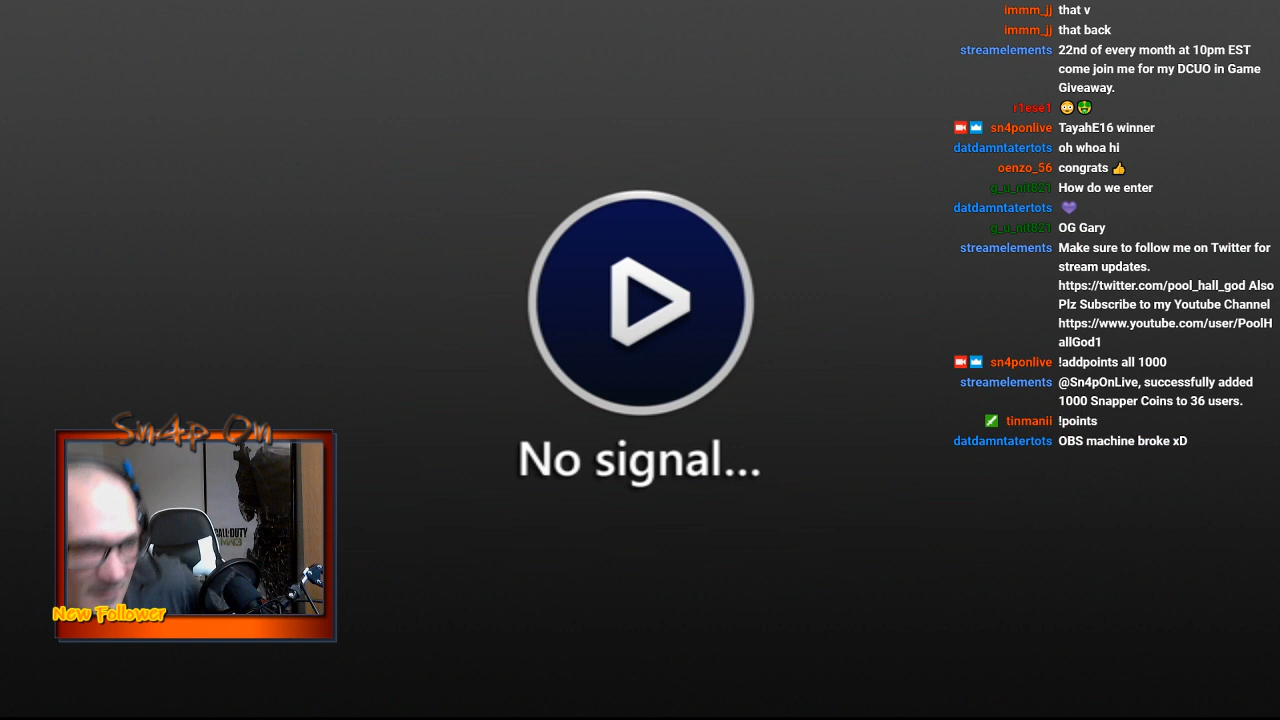 immm_jj that v
immm_jj that back
streamelements 22nd of every month at 10pm EST
come join me for my DCUO in Game
Giveaway.
r1ese1
sn4ponlive TayahE16 winner
datdamntatertots oh whoa hi
oenzo_56 congrats 👍
g_u_nit821 How do we enter
datdamntatertots 💜
g_u_nit821 OG Gary
streamelements Make sure to follow me on Twitter for
stream updates.
https://twitter.com/pool_hall_god Also
Plz Subscribe to my Youtube Channel
https://www.youtube.com/user/PoolH
allGod1
sn4ponlive !addpoints all 1000
streamelements @Sn4pOnLive, successfully added
1000 Snapper Coins to 36 users.
tinmanii !points
datdamntatertots OBS machine broke xD
No signal...
Sn4p On
CALL·DUTY
MW3
New Follower